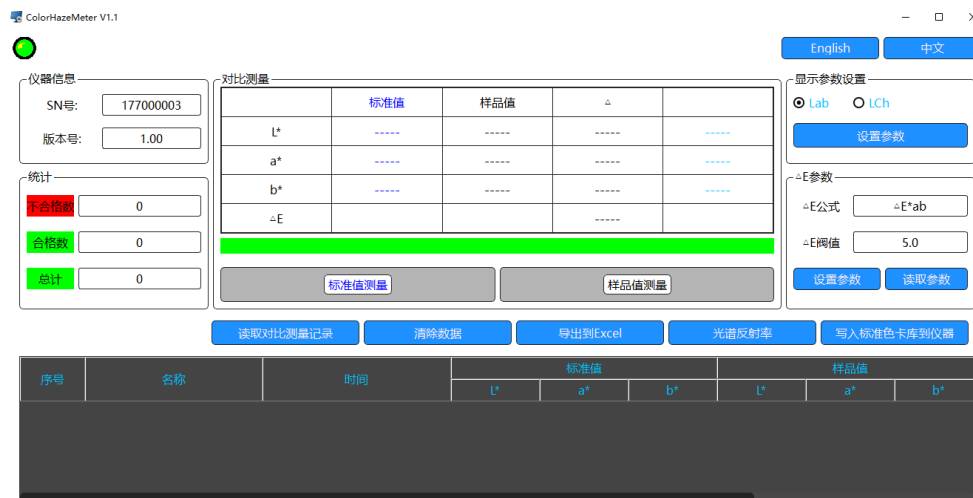 ColorHazeMeter V1.1
English 中文
仪器信息
SN号: 177000003
版本号: 1.00
统计
不合格数 0
合格数 0
总计 0
对比测量
标准值 样品值 △
L* ----- ----- ----- -----
a* ----- ----- ----- -----
b* ----- ----- ----- -----
△E -----
标准值测量 样品值测量
显示参数设置
Lab LCh
设置参数
△E参数
△E公式 △E*ab
△E阀值 5.0
设置参数 读取参数
读取对比测量记录 清除数据 导出到Excel 光谱反射率 写入标准色卡库到仪器
序号 名称 时间 标准值 样品值
L* a* b* L* a* b*